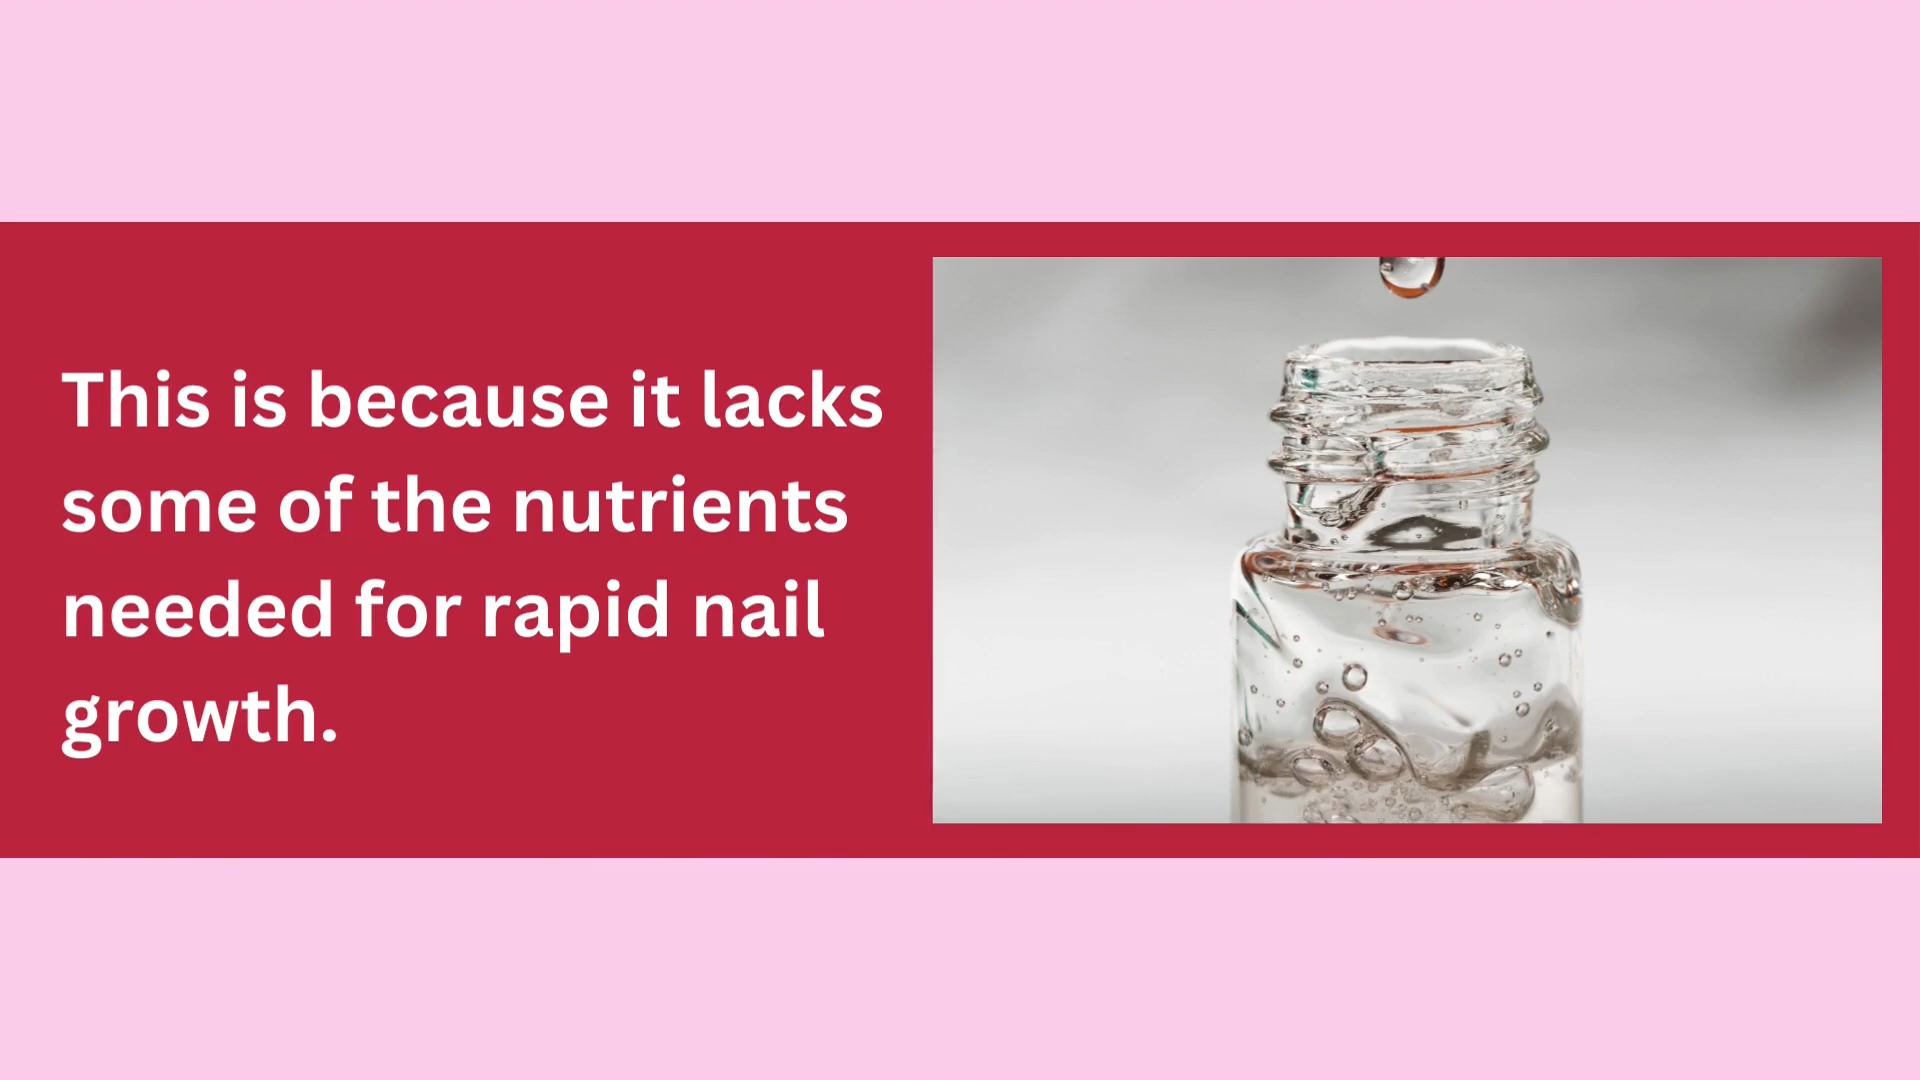 This is because it lacks
some of the nutrients
needed for rapid nail
growth.